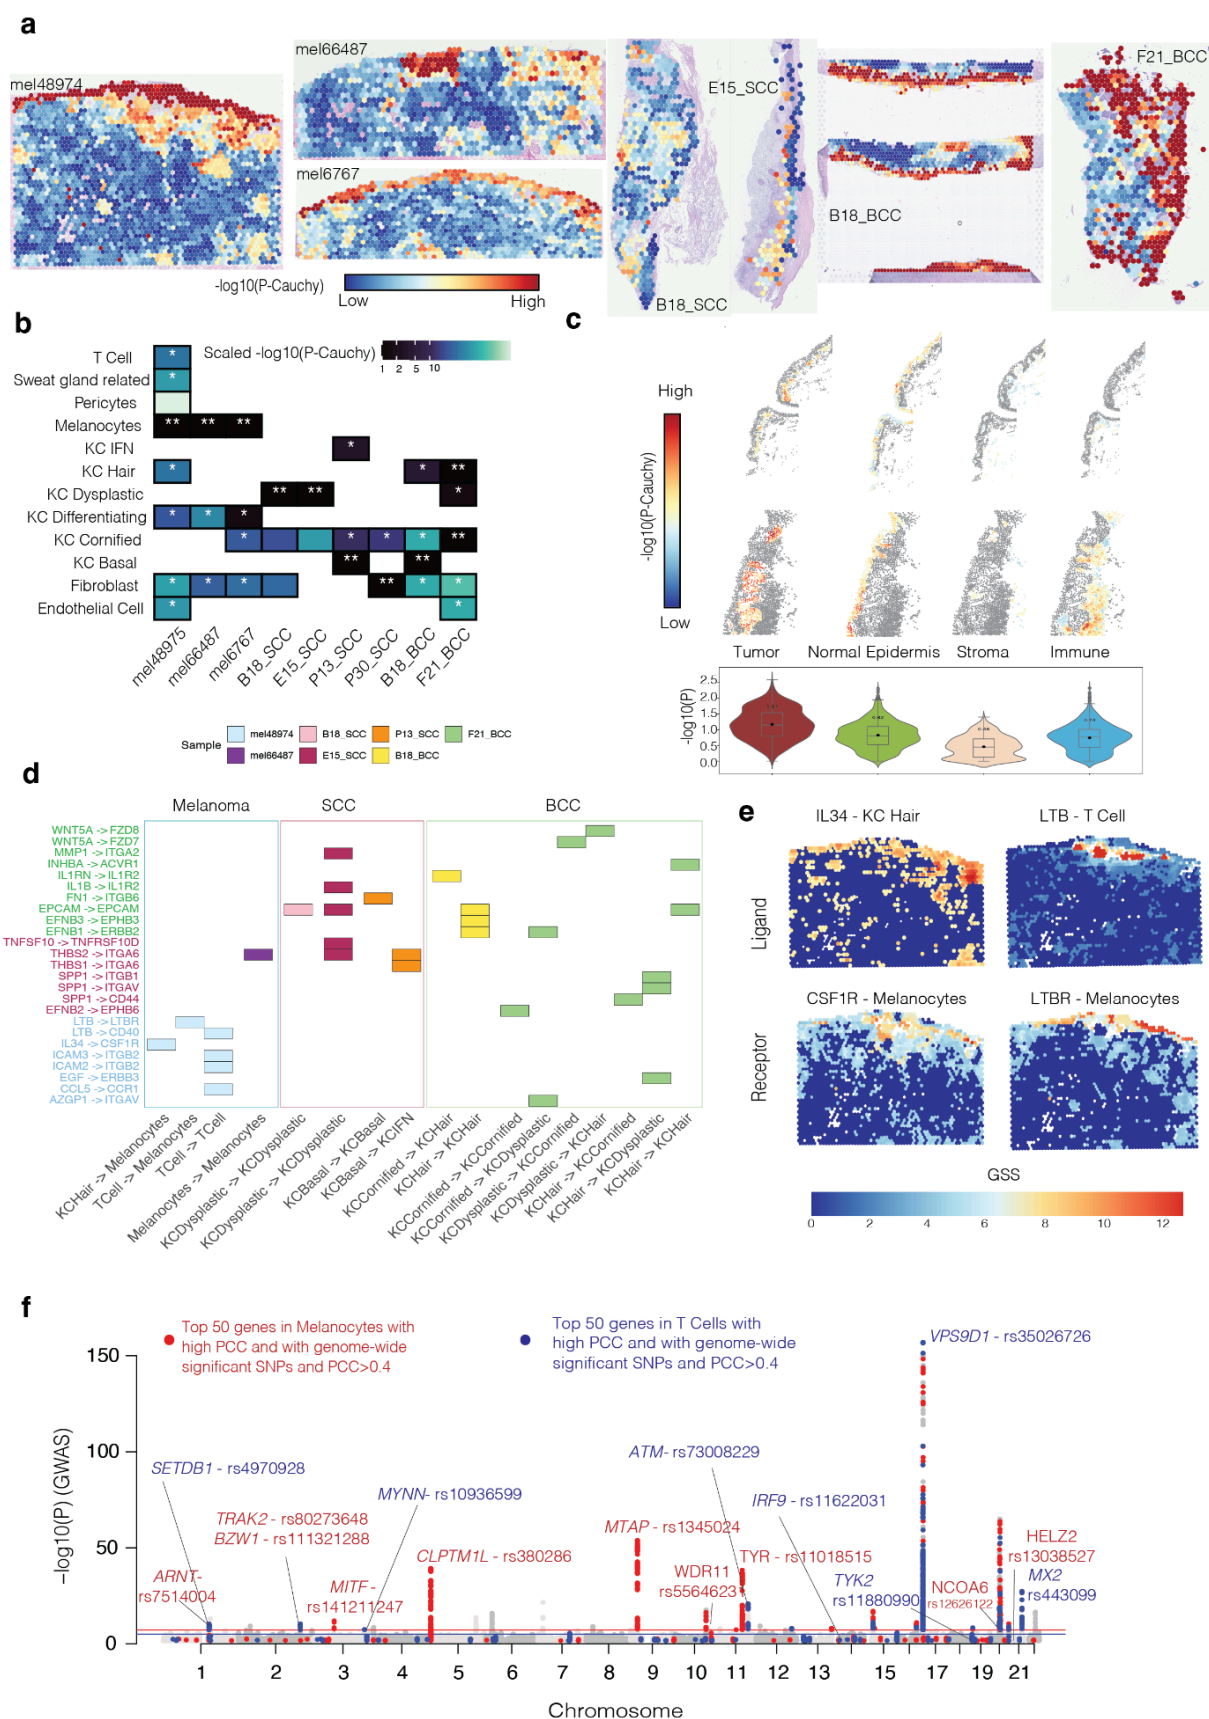 a
mel48974
mel66487
mel6767
E15_SCC
B18_SCC
B18_BCC
F21_BCC
-log10(P-Cauchy)
Low
High
b
Scaled -log10(P-Cauchy)
1 2 5 10
T Cell
Sweat gland related
Pericytes
Melanocytes
KC IFN
KC Hair
KC Dysplastic
KC Differentiating
KC Cornified
KC Basal
Fibroblast
Endothelial Cell
mel48975
mel66487
mel6767
B18_SCC
E15_SCC
P13_SCC
P30_SCC
B18_BCC
F21_BCC
c
High
-log10(P-Cauchy)
Low
Tumor
Normal Epidermis
Stroma
Immune
-log10(P)
2.5
2.0
1.5
1.0
0.5
0.0
Sample
mel48974
B18_SCC
P13_SCC
F21_BCC
mel66487
E15_SCC
B18_BCC
d
Melanoma
SCC
BCC
WNT5A -> FZD8
WNT5A -> FZD7
MMP1 -> ITGA2
INHBA -> ACVR1
IL1RN -> IL1R2
IL1B -> IL1R2
FN1 -> ITGB6
EPCAM -> EPCAM
EFNB3 -> EPHB3
EFNB1 -> ERBB2
TNFSF10 -> TNFRSF10D
THBS2 -> ITGA6
THBS1 -> ITGA6
SPP1 -> ITGB1
SPP1 -> ITGAV
SPP1 -> CD44
EFNB2 -> EPHB6
LTB -> LTBR
LTB -> CD40
IL34 -> CSF1R
ICAM3 -> ITGB2
ICAM2 -> ITGB2
EGF -> ERBB3
CCL5 -> CCR1
AZGP1 -> ITGAV
KCHair -> Melanocytes
TCell -> Melanocytes
TCell -> TCell
Melanocytes -> Melanocytes
KCDysplastic -> KCDysplastic
KCDysplastic -> KCDysplastic
KCBasal -> KCBasal
KCBasal -> KCIFN
KCCornified -> KCHair
KCHair -> KCHair
KCCornified -> KCCornified
KCCornified -> KCDysplastic
KCDysplastic -> KCCornified
KCDysplastic -> KCHair
KCHair -> KCCornified
KCHair -> KCDysplastic
KCHair -> KCHair
e
IL34 - KC Hair
LTB - T Cell
Ligand
CSF1R - Melanocytes
LTBR - Melanocytes
Receptor
GSS
0 2 4 6 8 10 12
f
Top 50 genes in Melanocytes with
high PCC and with genome-wide
significant SNPs and PCC>0.4
Top 50 genes in T Cells with
high PCC and with genome-wide
significant SNPs and PCC>0.4
VPS9D1 - rs35026726
SETDB1 - rs4970928
ATM- rs73008229
MYNN- rs10936599
IRF9 - rs11622031
TRAK2 - rs80273648
BZW1 - rs111321288
MTAP - rs1345024
CLPTM1L - rs380286
TYR - rs11018515
HELZ2
rs13038527
ARNT-
rs7514004
MITF -
rs141211247
WDR11
rs5564623
TYK2
rs11880990
NCOA6
rs12626122
MX2
rs443099
−log10(P) (GWAS)
150
100
50
0
1 2 3 4 5 6 7 8 9 10 11 12 13 15 17 19 21
Chromosome